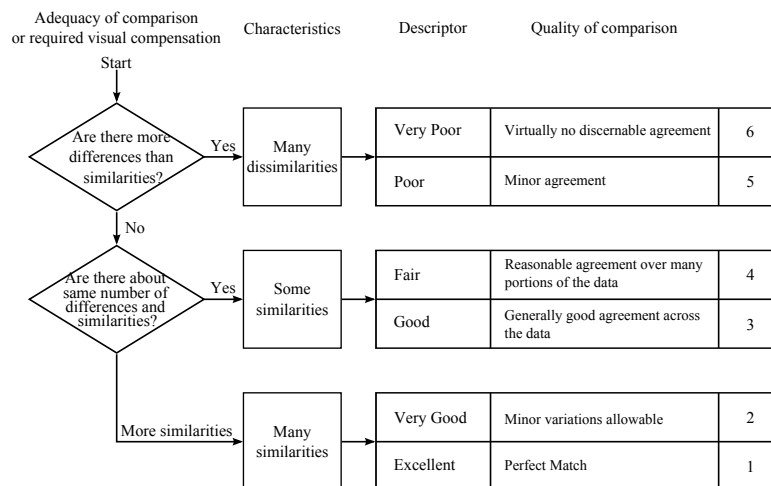 Adequacy of comparison
or required visual compensation
Characteristics
Descriptor
Quality of comparison
Start
Are there more
differences than
similarities?
Yes
Many
dissimilarities
Very Poor
Virtually no discernable agreement
6
Poor
Minor agreement
5
No
Are there about
same number of
differences and
similarities?
Yes
Some
similarities
Fair
Reasonable agreement over many
portions of the data
4
Good
Generally good agreement across
the data
3
More similarities
Many
similarities
Very Good
Minor variations allowable
2
Excellent
Perfect Match
1